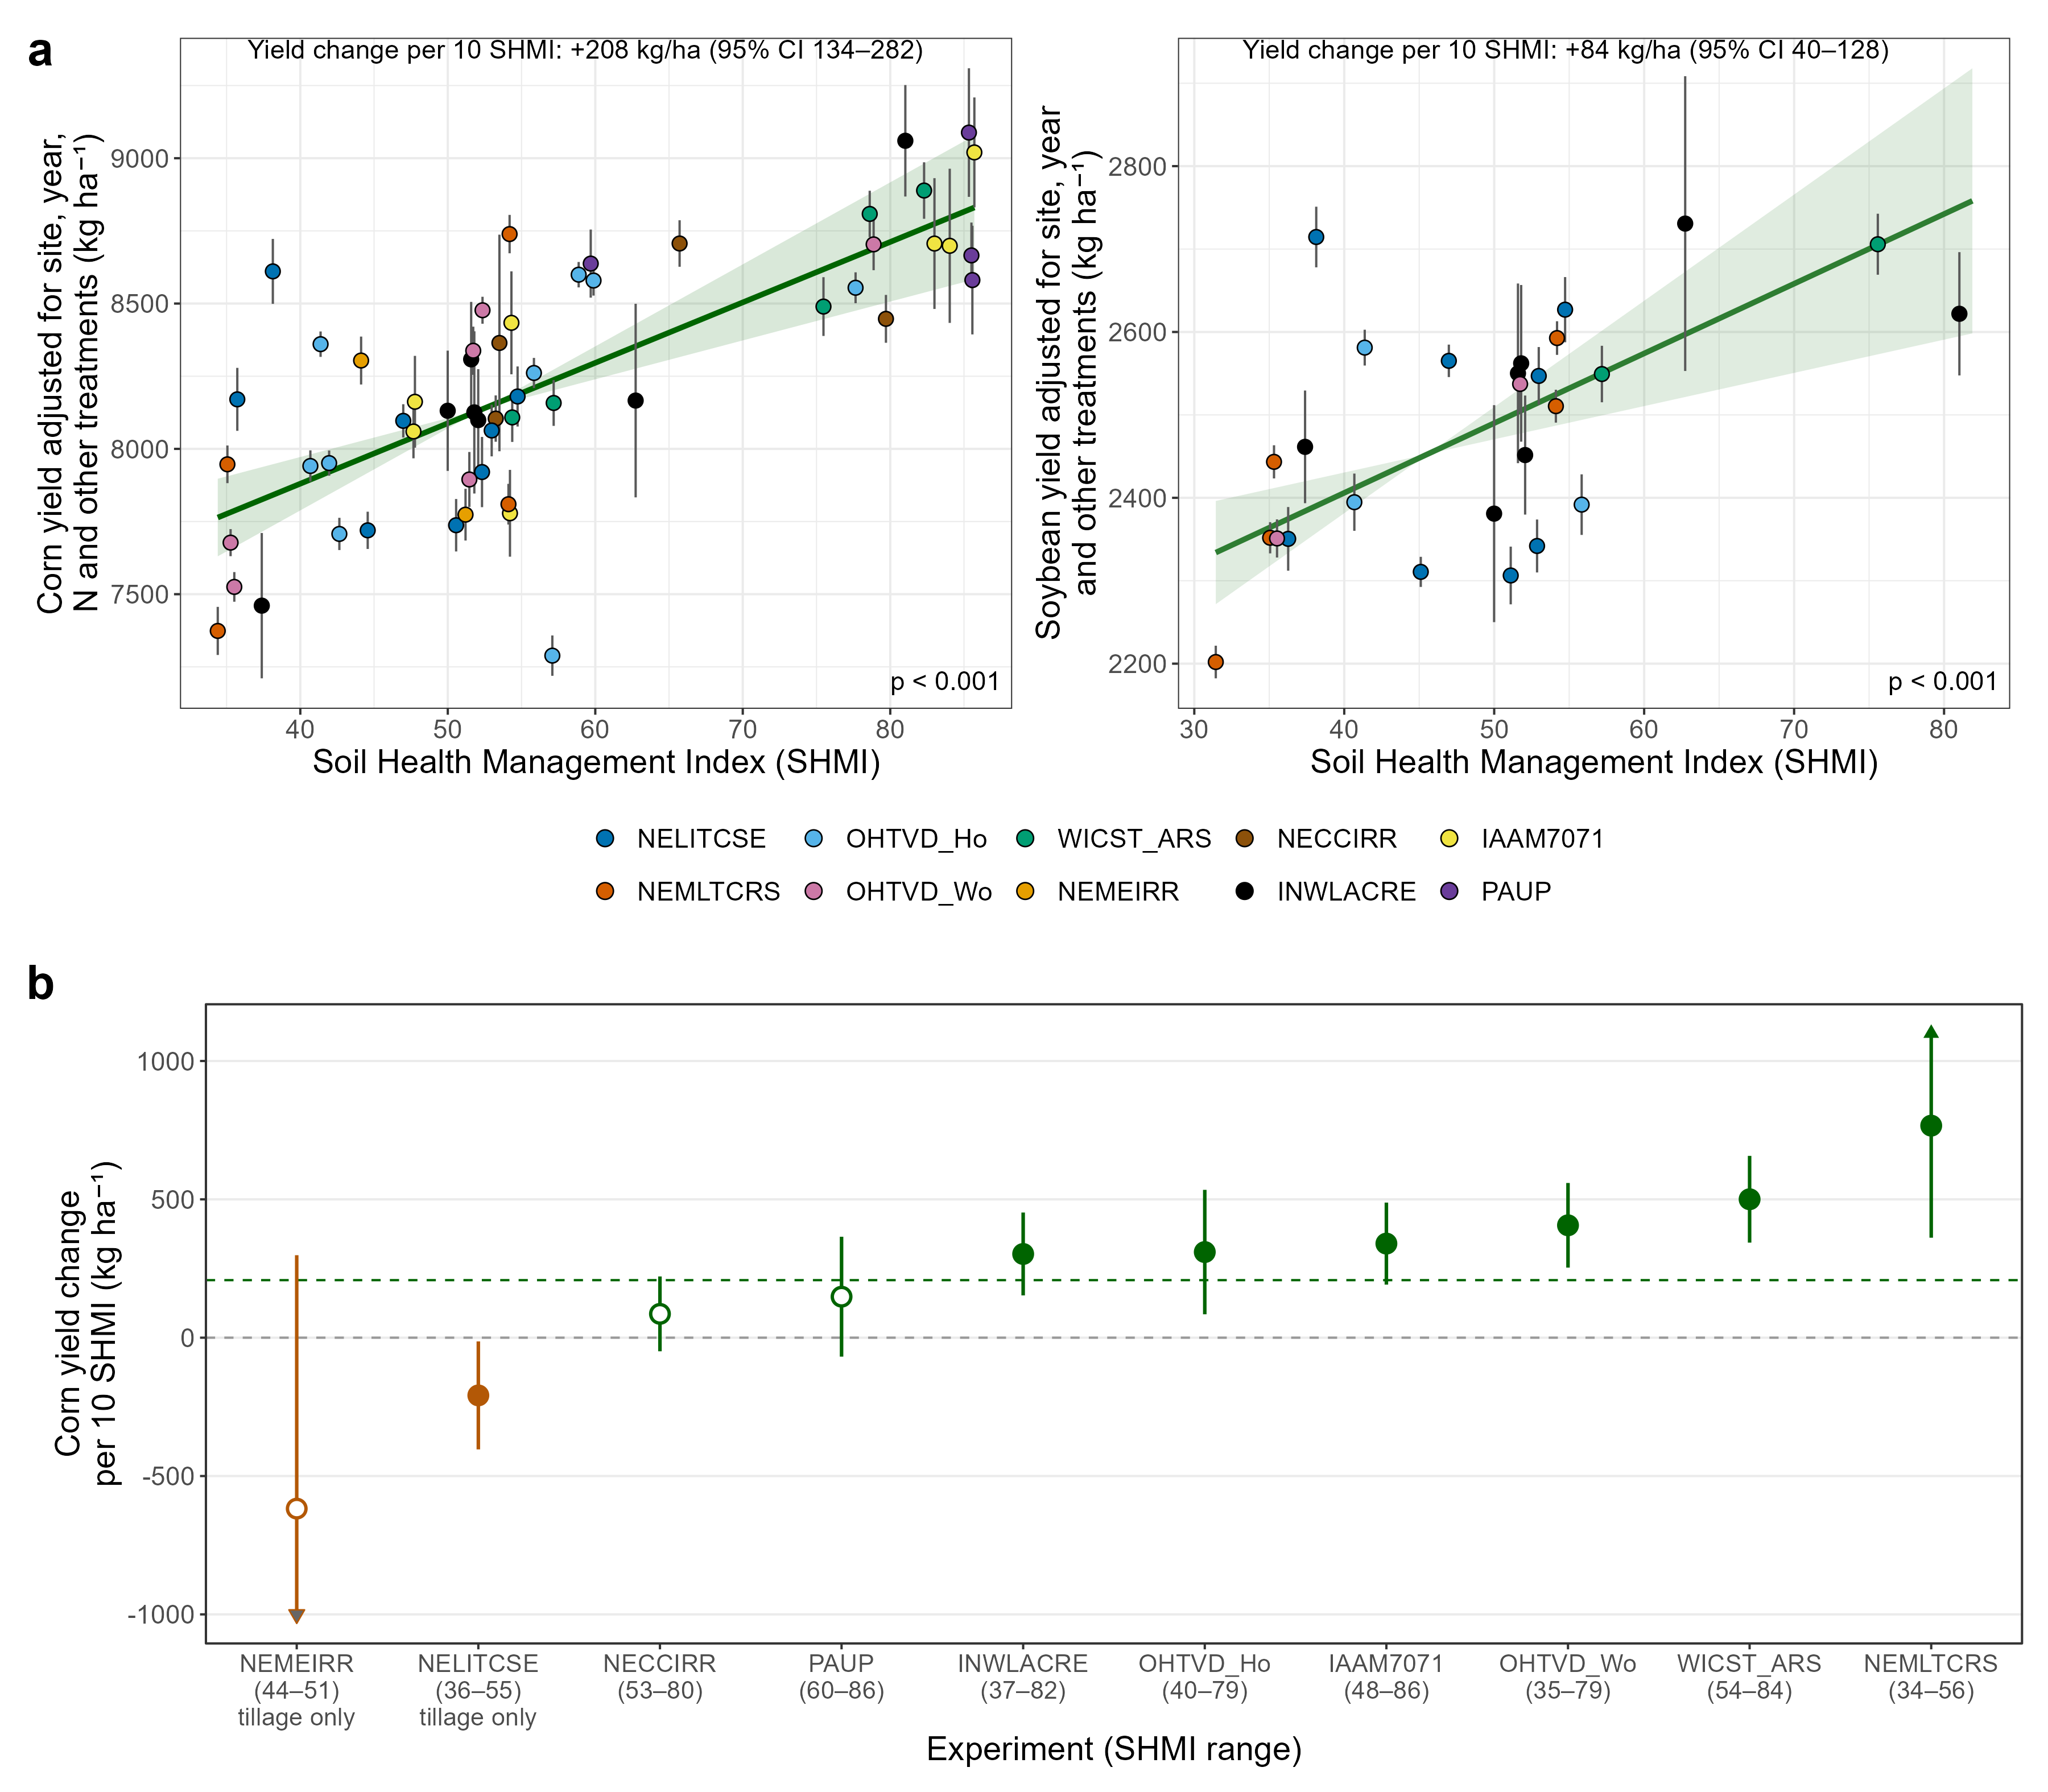 a
Yield change per 10 SHMI: +208 kg/ha (95% CI 134–282)
Corn yield adjusted for site, year,
N and other treatments (kg ha⁻¹)
9000
8500
8000
7500
p < 0.001
40 50 60 70 80
Soil Health Management Index (SHMI)
Yield change per 10 SHMI: +84 kg/ha (95% CI 40–128)
Soybean yield adjusted for site, year
and other treatments (kg ha⁻¹)
2800
2600
2400
2200
p < 0.001
30 40 50 60 70 80
Soil Health Management Index (SHMI)
NELITCSE OHTVD_Ho WICST_ARS NECCIRR IAAM7071
NEMLTCRS OHTVD_Wo NEMEIRR INWLACRE PAUP
b
Corn yield change
per 10 SHMI (kg ha⁻¹)
1000
500
0
-500
-1000
NEMEIRR NELITCSE NECCIRR PAUP INWLACRE OHTVD_Ho IAAM7071 OHTVD_Wo WICST_ARS NEMLTCRS
(44–51) (36–55) (53–80) (60–86) (37–82) (40–79) (48–86) (35–79) (54–84) (34–56)
tillage only tillage only
Experiment (SHMI range)